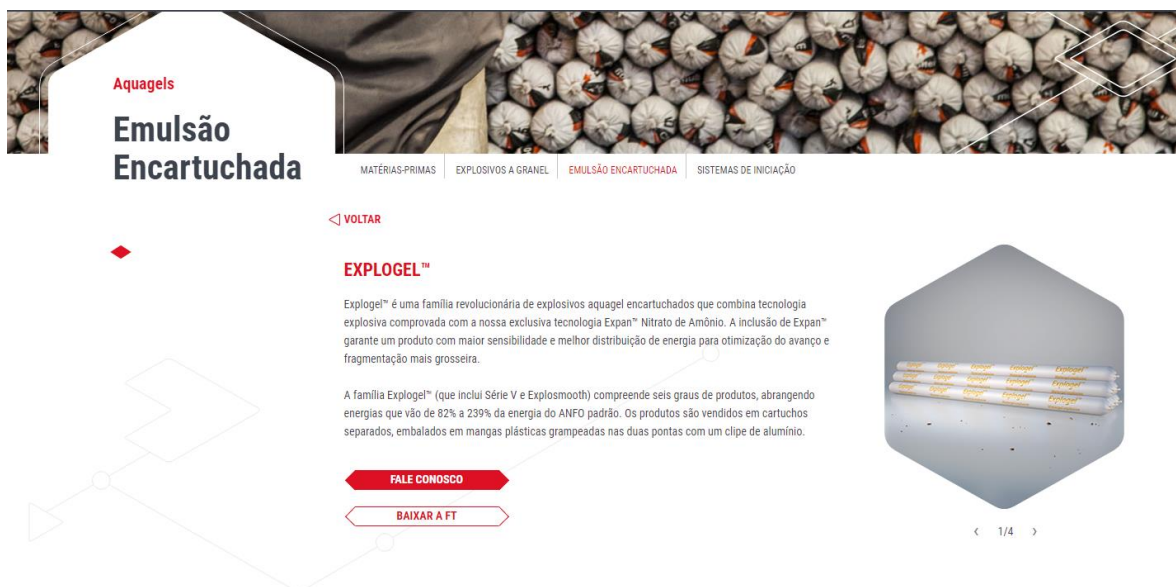 Aquagels
Emulsão
Encartuchada
MATÉRIAS-PRIMAS
EXPLOSIVOS A GRANEL
EMULSÃO ENCARTUCHADA
SISTEMAS DE INICIAÇÃO
VOLTAR
EXPLOGEL™
Explogel™ é uma família revolucionária de explosivos aquagel encartuchados que combina tecnologia
explosiva comprovada com a nossa exclusiva tecnologia Expan™ Nitrato de Amônio. A inclusão de Expan™
garante um produto com maior sensibilidade e melhor distribuição de energia para otimização do avanço e
fragmentação mais grosseira.
A família Explogel™ (que inclui Série V e Explosmooth) compreende seis graus de produtos, abrangendo
energias que vão de 82% a 239% da energia do ANFO padrão. Os produtos são vendidos em cartuchos
separados, embalados em mangas plásticas grampeadas nas duas pontas com um clipe de alumínio.
FALE CONOSCO
BAIXAR A FT
Explogel™
1/4